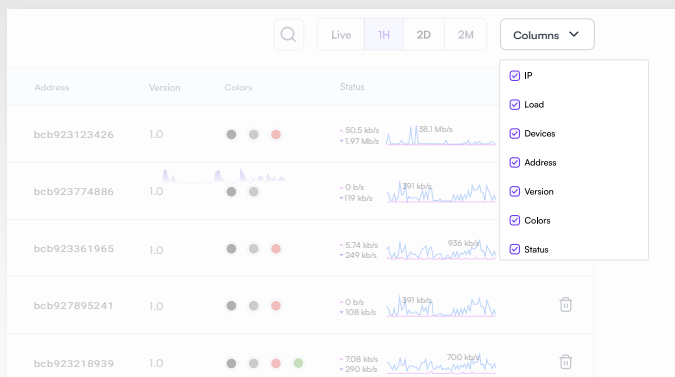 Live 1H 2D 2M Columns
Address Version Colors Status
IP
Load
Devices
Address
Version
Colors
Status
bcb923123426 1.0 50.5 kb/s 38.1 Mb/s
1.97 Mb/s
bcb923774886 1.0 0 b/s 391 kb/s
119 kb/s
bcb923361965 1.0 5.74 kb/s 936 kb/s
249 kb/s
bcb927895241 1.0 0 b/s 391 kb/s
108 kb/s
bcb923218939 1.0 7.08 kb/s 700 kb/s
290 kb/s